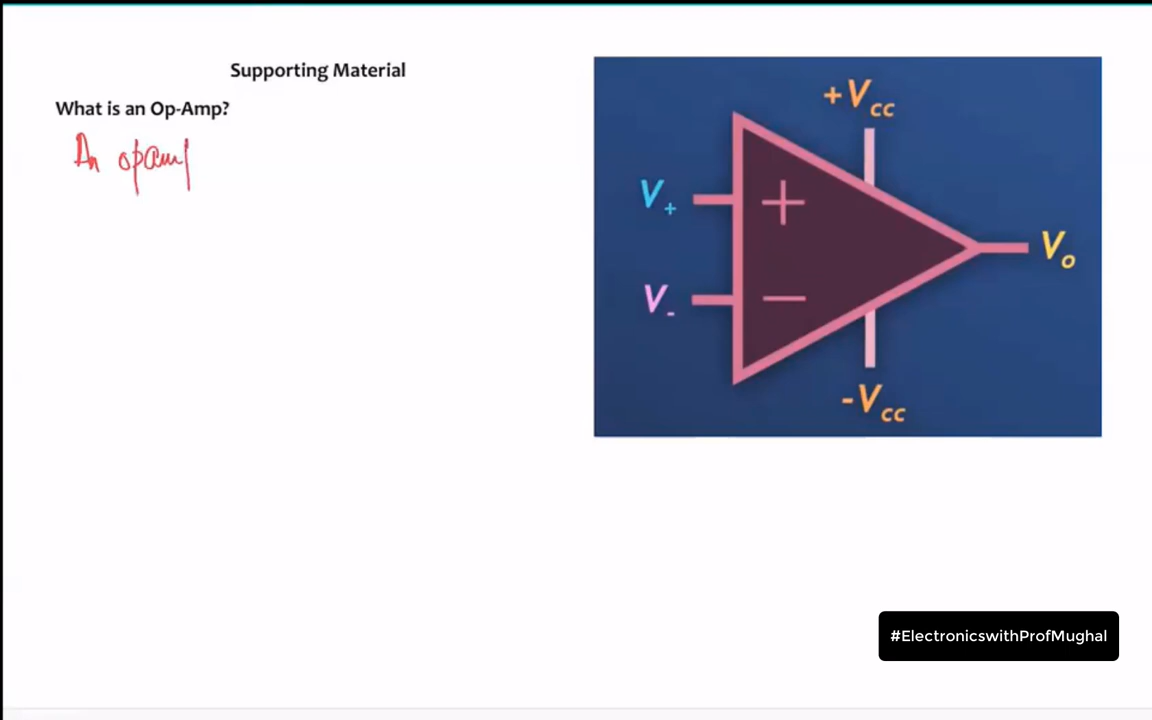 Supporting Material
What is an Op-Amp?
An opamp
+Vcc
V+
+
Vo
V-
−
-Vcc
#ElectronicswithProfMughal